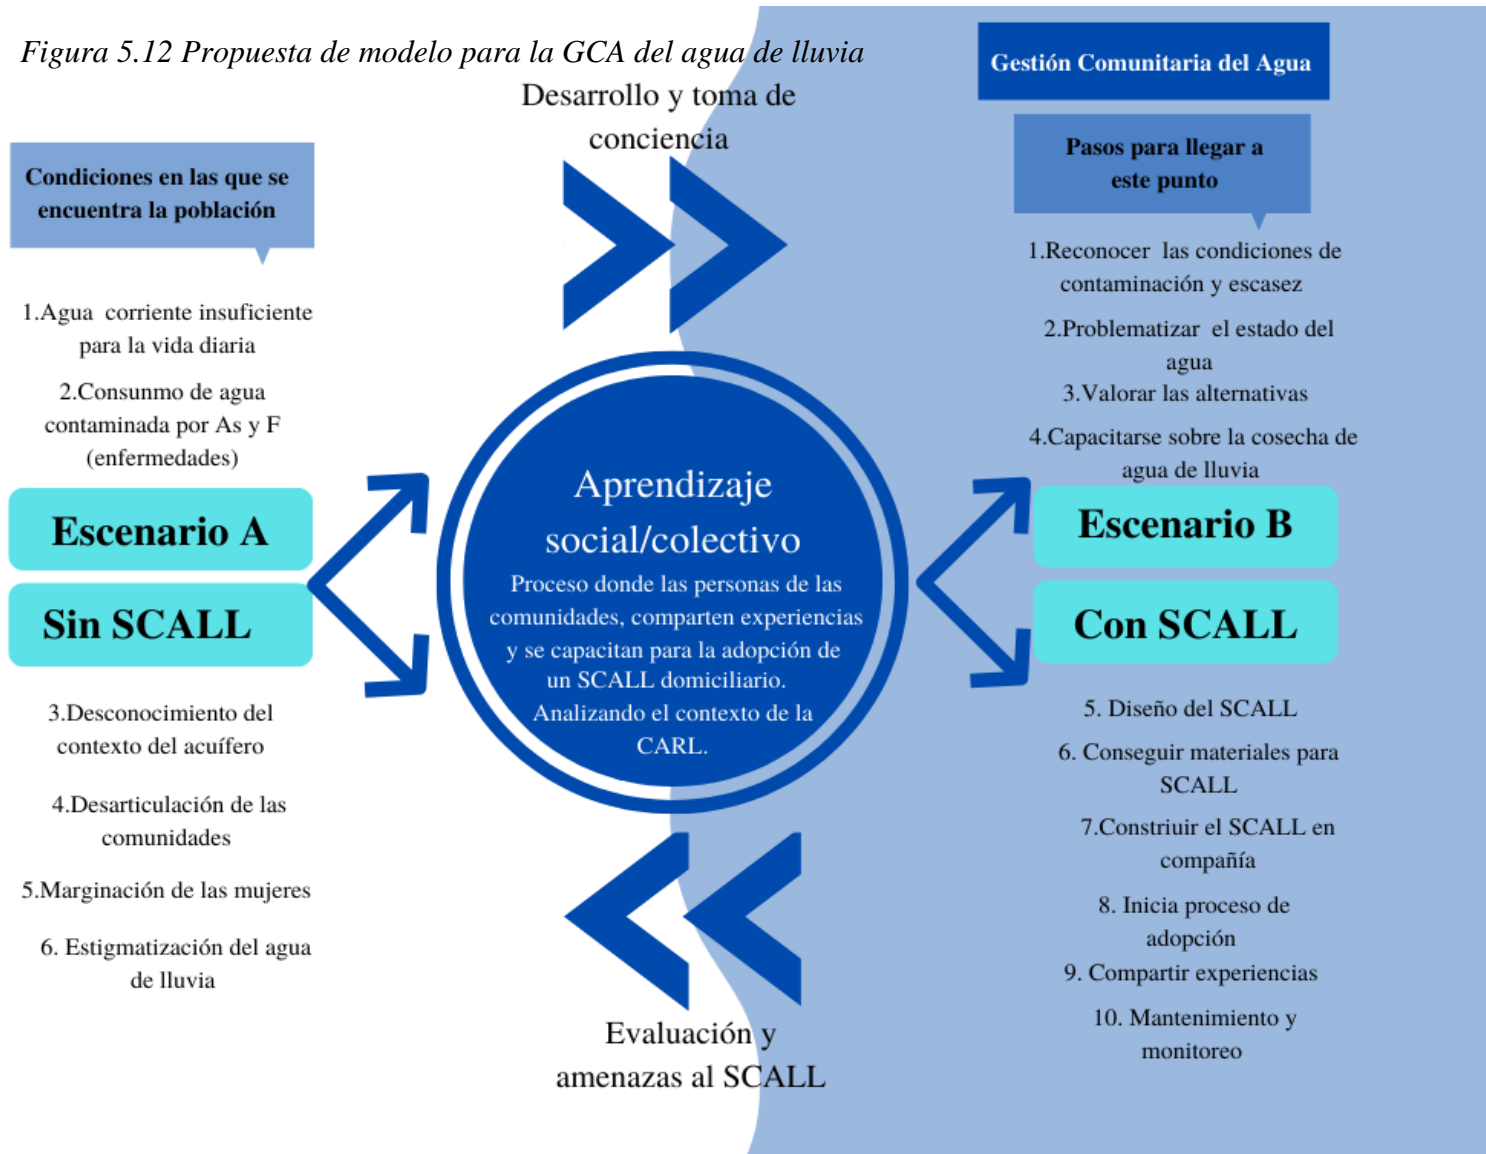 Figura 5.12 Propuesta de modelo para la GCA del agua de lluvia
Desarrollo y toma de
conciencia
Condiciones en las que se
encuentra la población
1.Agua corriente insuficiente
para la vida diaria
2.Consunmo de agua
contaminada por As y F
(enfermedades)
Escenario A
Sin SCALL
3.Desconocimiento del
contexto del acuífero
4.Desarticulación de las
comunidades
5.Marginación de las mujeres
6. Estigmatización del agua
de lluvia
Aprendizaje
social/colectivo
Proceso donde las personas de las
comunidades, comparten experiencias
y se capacitan para la adopción de
un SCALL domiciliario.
Analizando el contexto de la
CARL.
Evaluación y
amenazas al SCALL
Gestión Comunitaria del Agua
Pasos para llegar a
este punto
1.Reconocer las condiciones de
contaminación y escasez
2.Problematizar el estado del
agua
3.Valorar las alternativas
4.Capacitarse sobre la cosecha de
agua de lluvia
Escenario B
Con SCALL
5. Diseño del SCALL
6. Conseguir materiales para
SCALL
7.Constriuir el SCALL en
compañía
8. Inicia proceso de
adopción
9. Compartir experiencias
10. Mantenimiento y
monitoreo